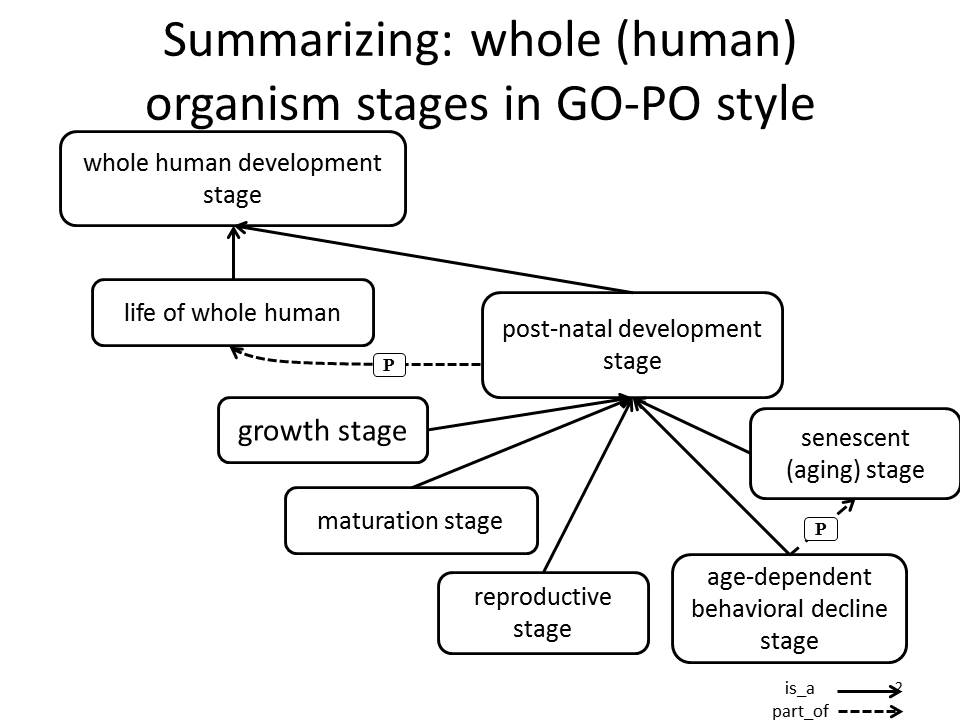 Summarizing: whole (human)
organism stages in GO-PO style
whole human development
stage
life of whole human
post-natal development
stage
P
growth stage
senescent
(aging) stage
maturation stage
P
reproductive
stage
age-dependent
behavioral decline
stage
is_a
2
part_of